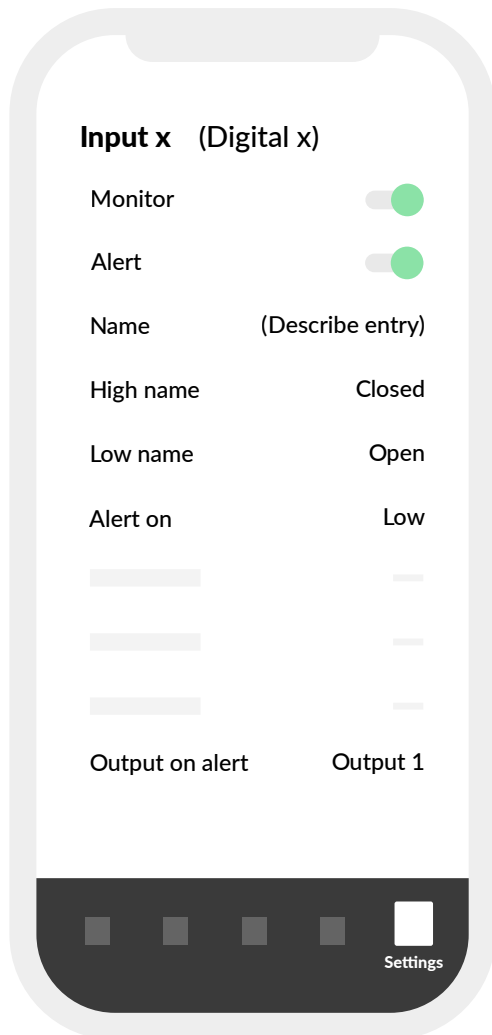 Input x (Digital x)
Monitor
Alert
Name (Describe entry)
High name Closed
Low name Open
Alert on Low
Output on alert Output 1
Settings